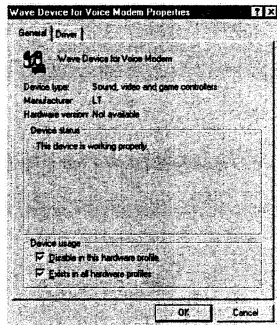 Wave Device for Voice Modem Properties
General Driver
Wave Device for Voice Modem
Device type: Sound, video and game controllers
Manufacturer: LT
Hardware version: Not available
Device status
This device is working properly.
Device usage
Disable in this hardware profile
Exists in all hardware profiles
OK Cancel